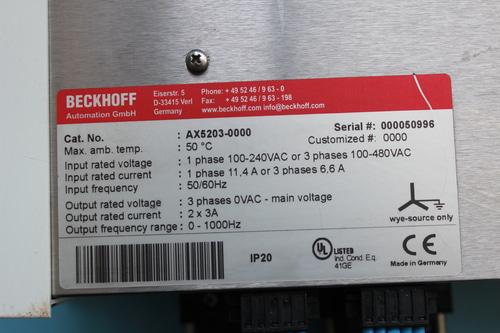 BECKHOFF
Automation GmbH
Eiserstr. 5
D-33415 Verl
Germany
Phone: + 49 52 46 / 9 63 - 0
Fax: + 49 52 46 / 9 63 - 198
www.beckhoff.com info@beckhoff.com
Cat. No. : AX5203-0000
Serial #: 000050996
Max. amb. temp. : 50 °C
Customized #: 0000
Input rated voltage : 1 phase 100-240VAC or 3 phases 100-480VAC
Input rated current : 1 phase 11,4 A or 3 phases 6,6 A
Input frequency : 50/60Hz
Output rated voltage : 3 phases 0VAC - main voltage
Output rated current : 2 x 3A
Output frequency range : 0 - 1000Hz
wye-source only
IP20
UL LISTED
Ind. Cond. Eq.
41GE
CE
Made in Germany